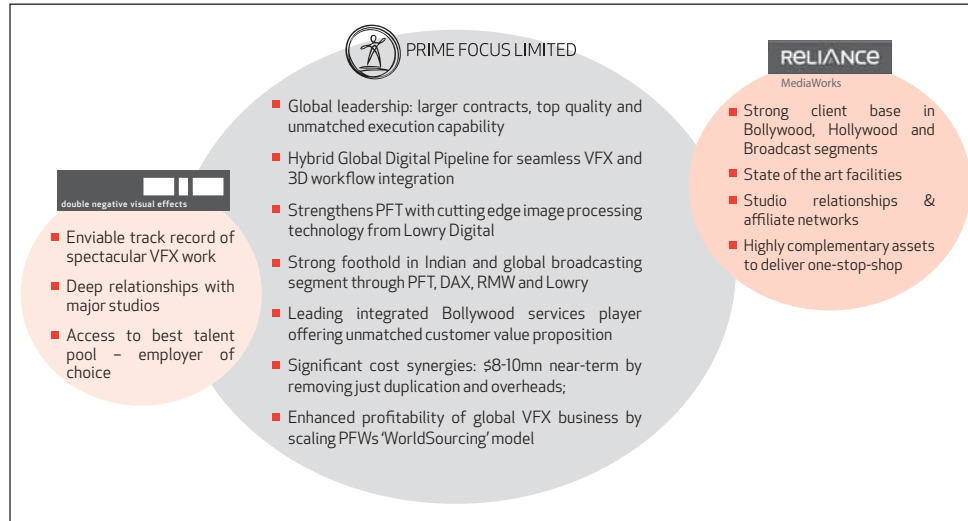 PRIME FOCUS LIMITED
Global leadership: larger contracts, top quality and
unmatched execution capability
Hybrid Global Digital Pipeline for seamless VFX and
3D workflow integration
Strengthens PFT with cutting edge image processing
technology from Lowry Digital
Strong foothold in Indian and global broadcasting
segment through PFT, DAX, RMW and Lowry
Leading integrated Bollywood services player
offering unmatched customer value proposition
Significant cost synergies: $8-10mn near-term by
removing just duplication and overheads;
Enhanced profitability of global VFX business by
scaling PFWs ‘WorldSourcing’ model
double negative visual effects
Enviable track record of
spectacular VFX work
Deep relationships with
major studios
Access to best talent
pool – employer of
choice
RELIANCE
MediaWorks
Strong client base in
Bollywood, Hollywood and
Broadcast segments
State of the art facilities
Studio relationships &
affiliate networks
Highly complementary assets
to deliver one-stop-shop